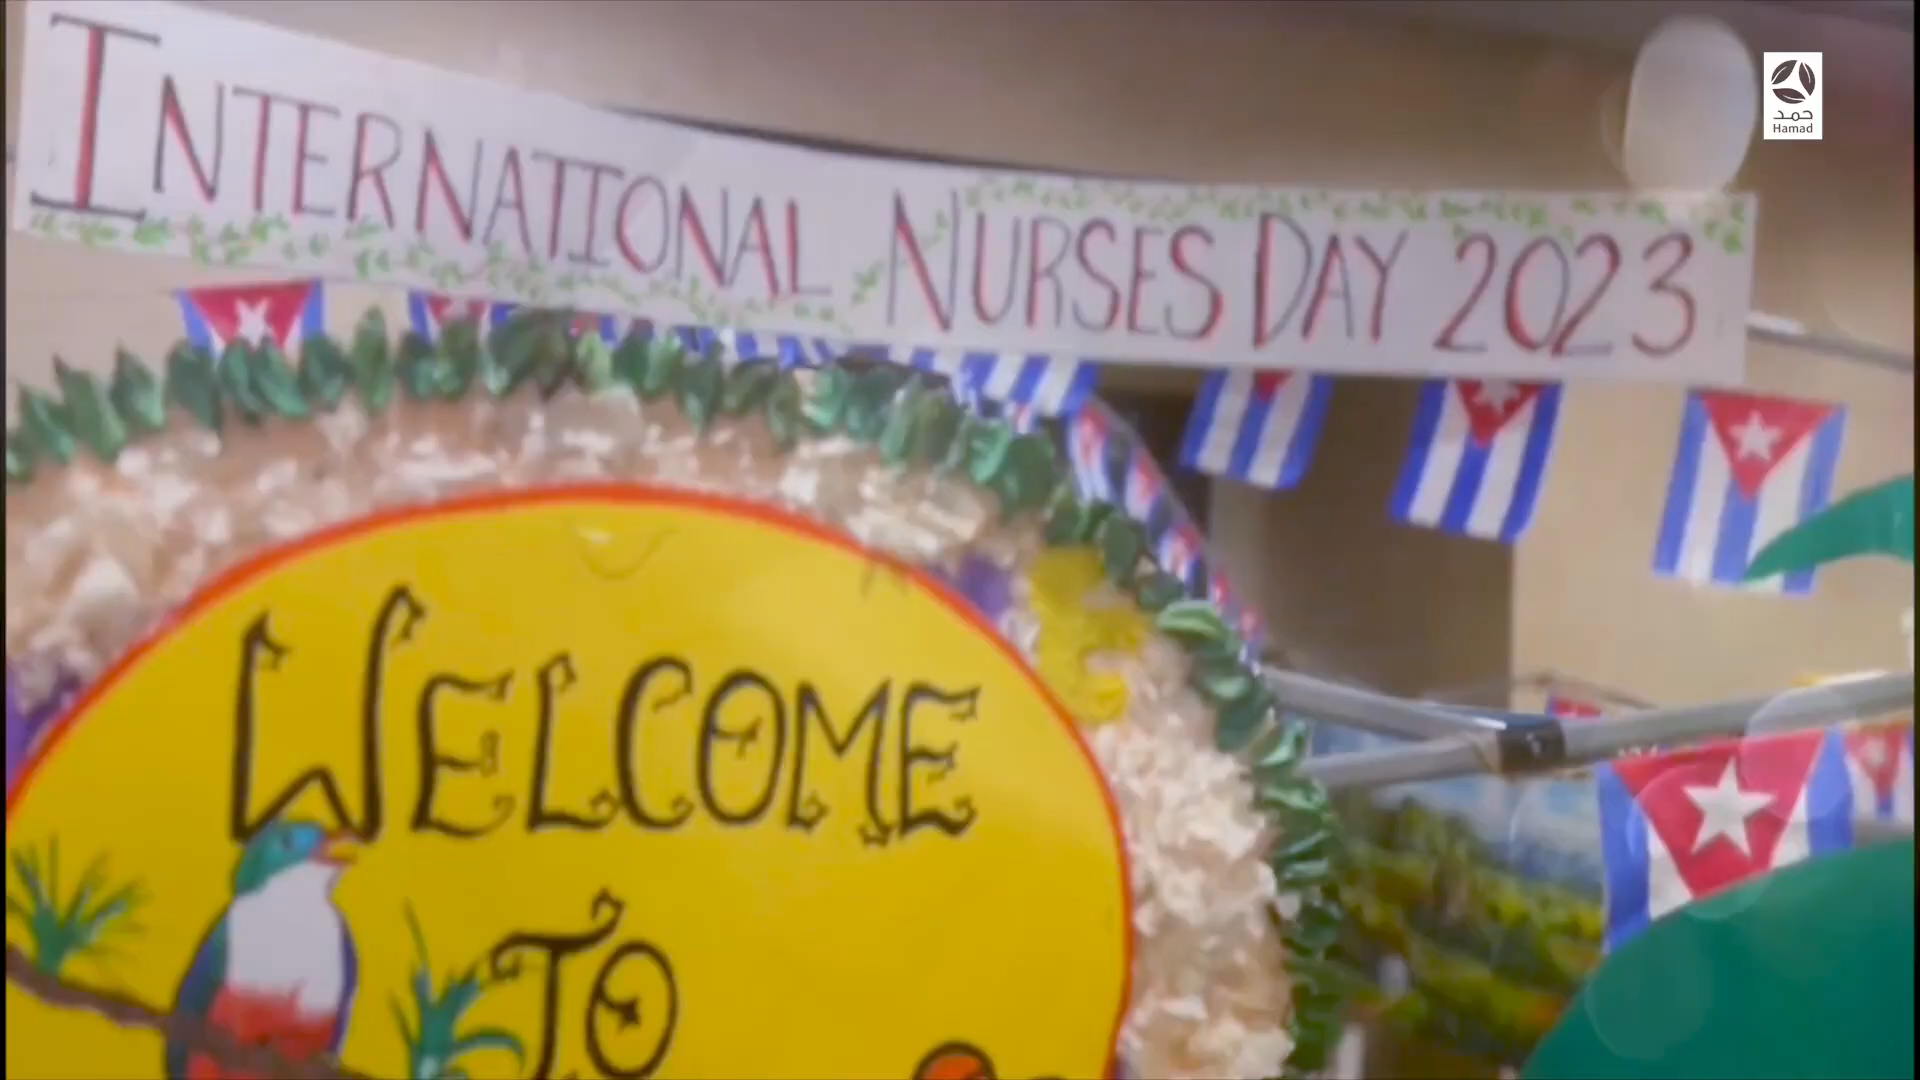 INTERNATIONAL NURSES DAY 2023
حمد
Hamad
WELCOME
TO